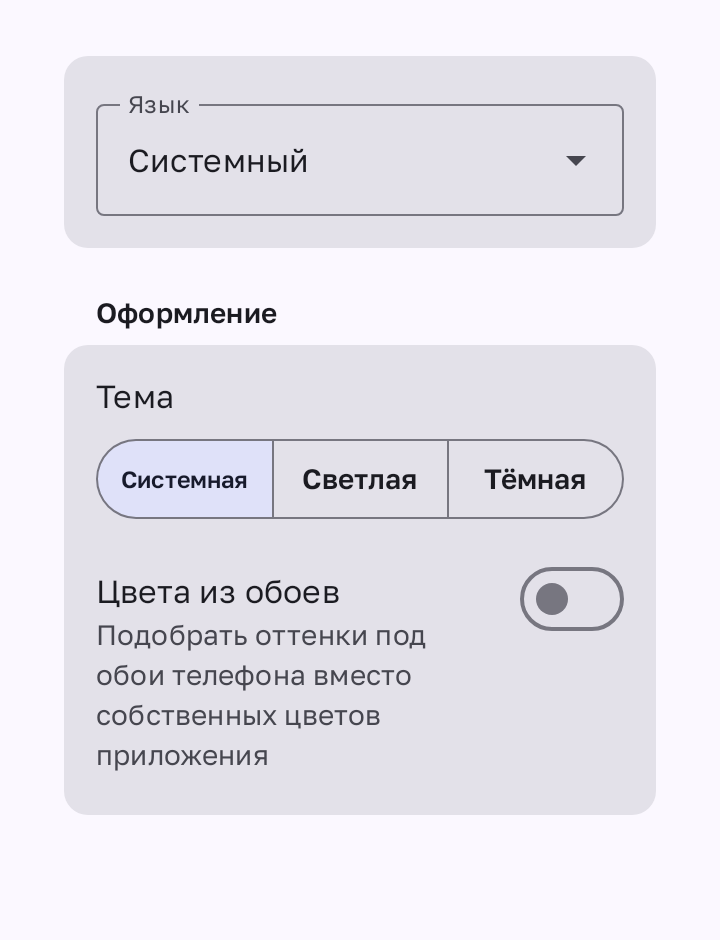 Язык
Системный
Оформление
Тема
Системная Светлая Тёмная
Цвета из обоев
Подобрать оттенки под
обои телефона вместо
собственных цветов
приложения